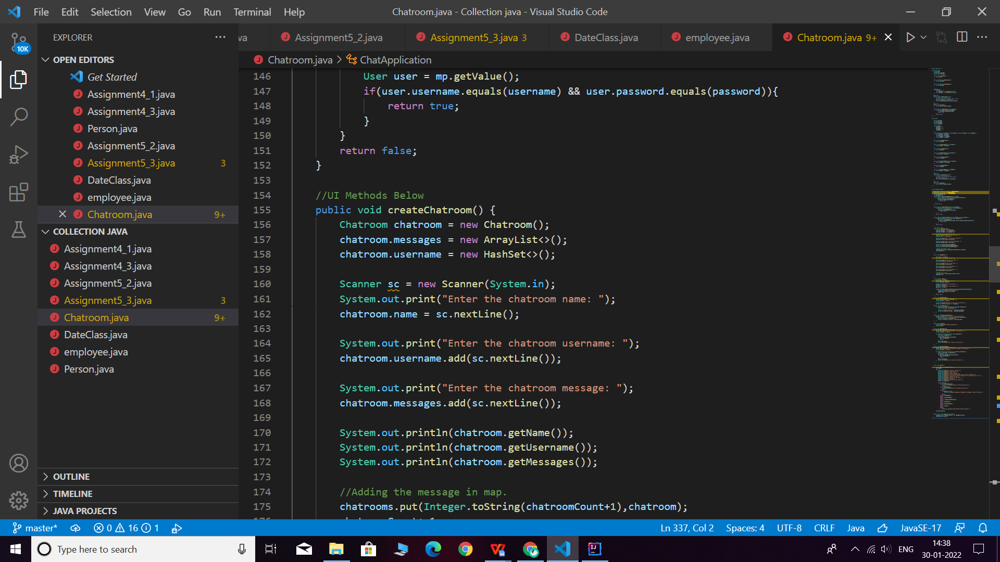 File Edit Selection View Go Run Terminal Help
Chatroom.java - Collection java - Visual Studio Code
10K
EXPLORER
OPEN EDITORS
Get Started
Assignment4_1.java
Assignment4_3.java
Person.java
Assignment5_2.java
Assignment5_3.java 3
DateClass.java
employee.java
Chatroom.java 9+
COLLECTION JAVA
Assignment4_1.java
Assignment4_3.java
Assignment5_2.java
Assignment5_3.java 3
Chatroom.java 9+
DateClass.java
employee.java
Person.java
OUTLINE
TIMELINE
JAVA PROJECTS
va Assignment5_2.java Assignment5_3.java 3 DateClass.java employee.java Chatroom.java 9+
Chatroom.java > ChatApplication
146 User user = mp.getValue();
147 if(user.username.equals(username) && user.password.equals(password)){
148 return true;
149 }
150 }
151 return false;
152 }
153
154 //UI Methods Below
155 public void createChatroom() {
156 Chatroom chatroom = new Chatroom();
157 chatroom.messages = new ArrayList<>();
158 chatroom.username = new HashSet<>();
159
160 Scanner sc = new Scanner(System.in);
161 System.out.print("Enter the chatroom name: ");
162 chatroom.name = sc.nextLine();
163
164 System.out.print("Enter the chatroom username: ");
165 chatroom.username.add(sc.nextLine());
166
167 System.out.print("Enter the chatroom message: ");
168 chatroom.messages.add(sc.nextLine());
169
170 System.out.println(chatroom.getName());
171 System.out.println(chatroom.getUsername());
172 System.out.println(chatroom.getMessages());
173
174 //Adding the message in map.
175 chatrooms.put(Integer.toString(chatroomCount+1),chatroom);
master* 0 16 1
Ln 337, Col 2 Spaces: 4 UTF-8 CRLF Java JavaSE-17
Type here to search
ENG
14:38
30-01-2022